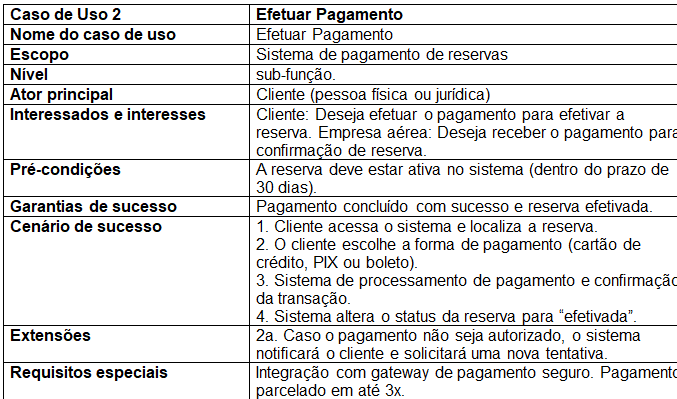 Caso de Uso 2 Efetuar Pagamento
Nome do caso de uso Efetuar Pagamento
Escopo Sistema de pagamento de reservas
Nível sub-função.
Ator principal Cliente (pessoa física ou jurídica)
Interessados e interesses Cliente: Deseja efetuar o pagamento para efetivar a
reserva. Empresa aérea: Deseja receber o pagamento para
confirmação de reserva.
Pré-condições A reserva deve estar ativa no sistema (dentro do prazo de
30 dias).
Garantias de sucesso Pagamento concluído com sucesso e reserva efetivada.
Cenário de sucesso 1. Cliente acessa o sistema e localiza a reserva.
2. O cliente escolhe a forma de pagamento (cartão de
crédito, PIX ou boleto).
3. Sistema de processamento de pagamento e confirmação
da transação.
4. Sistema altera o status da reserva para “efetivada”.
Extensões 2a. Caso o pagamento não seja autorizado, o sistema
notificará o cliente e solicitará uma nova tentativa.
Requisitos especiais Integração com gateway de pagamento seguro. Pagamento
parcelado em até 3x.